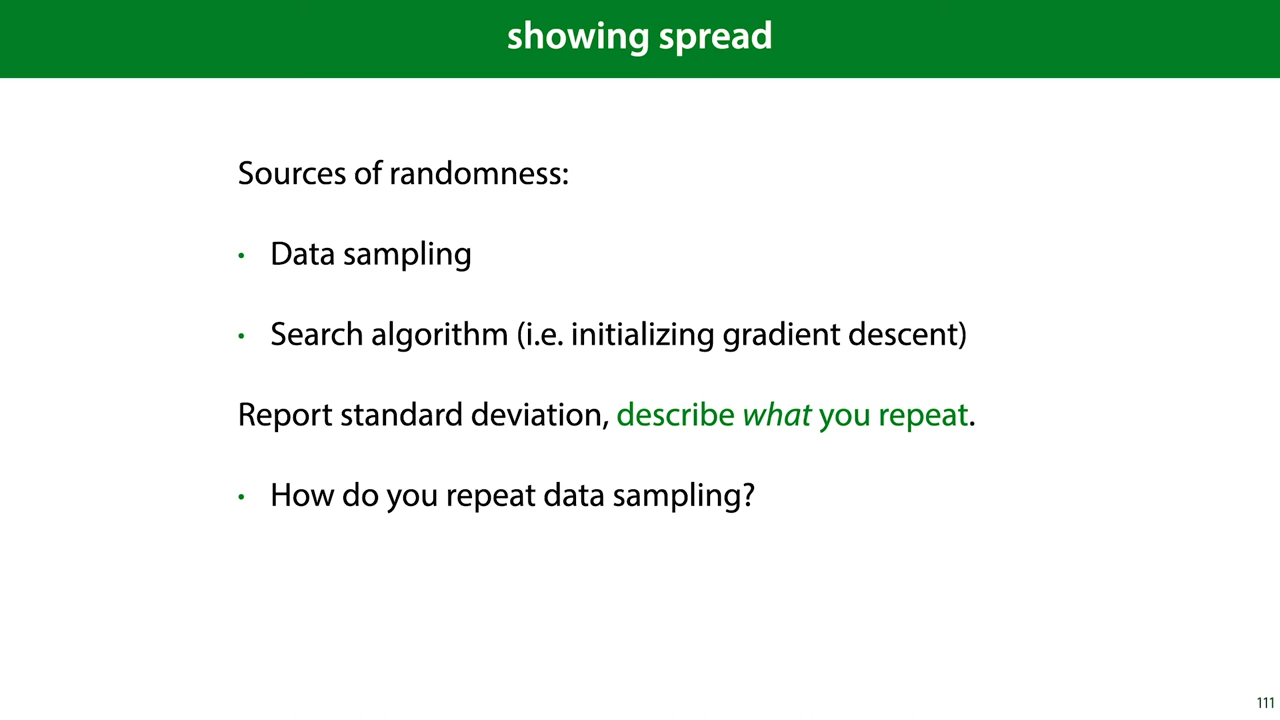 showing spread
Sources of randomness:
• Data sampling
• Search algorithm (i.e. initializing gradient descent)
Report standard deviation, describe what you repeat.
• How do you repeat data sampling?
111